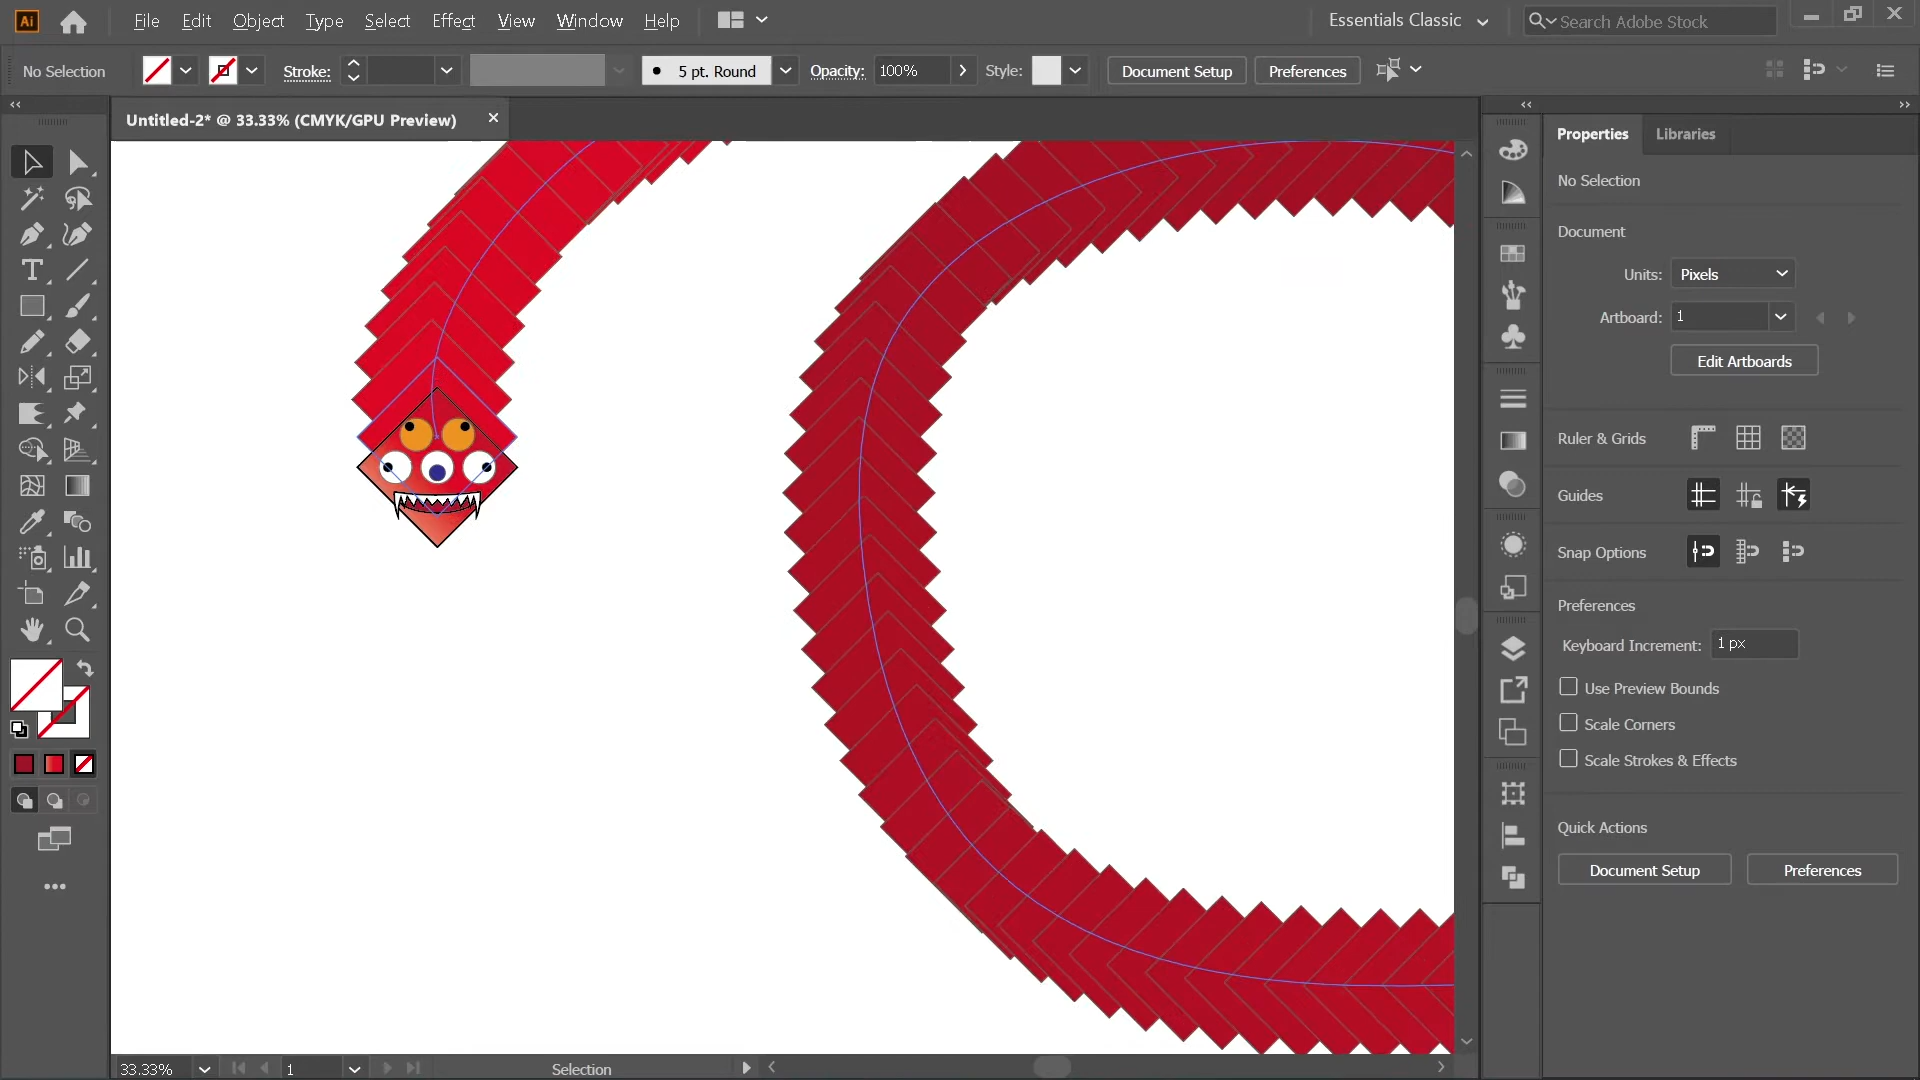 Ai File Edit Object Type Select Effect View Window Help Essentials Classic Search Adobe Stock
No Selection Stroke: 5 pt. Round Opacity: 100% Style: Document Setup Preferences
Untitled-2* @ 33.33% (CMYK/GPU Preview)
Properties Libraries
No Selection
Document
Units: Pixels
Artboard: 1
Edit Artboards
Ruler & Grids
Guides
Snap Options
Preferences
Keyboard Increment: 1 px
Use Preview Bounds
Scale Corners
Scale Strokes & Effects
Quick Actions
Document Setup Preferences
33.33% 1 Selection